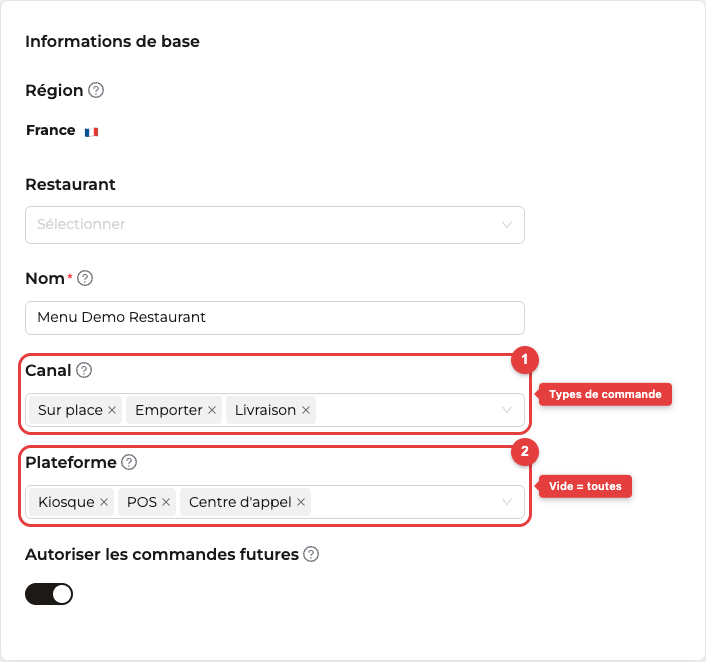 Informations de base
Région ?
France
Restaurant
Sélectionner
Nom * ?
Menu Demo Restaurant
1
Canal ?
Types de commande
Sur place × Emporter × Livraison ×
2
Plateforme ?
Vide = toutes
Kiosque × POS × Centre d'appel ×
Autoriser les commandes futures ?